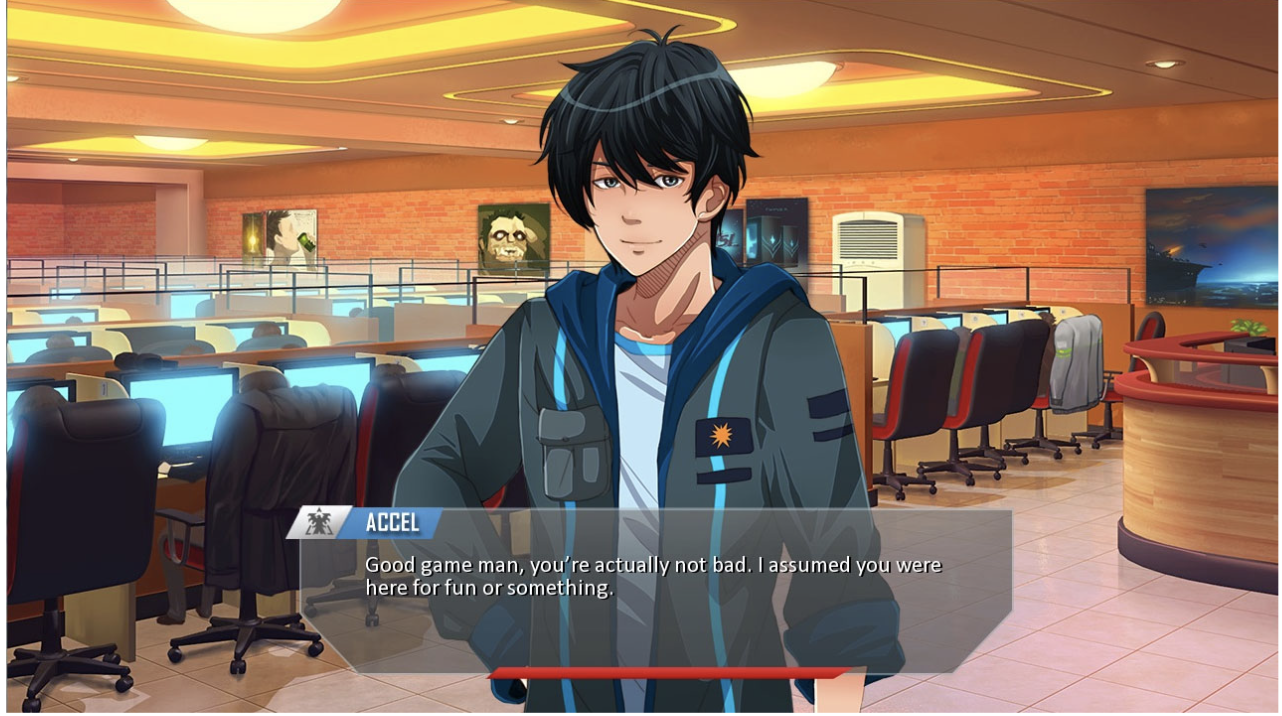 ACCEL
Good game man, you're actually not bad. I assumed you were
here for fun or something.